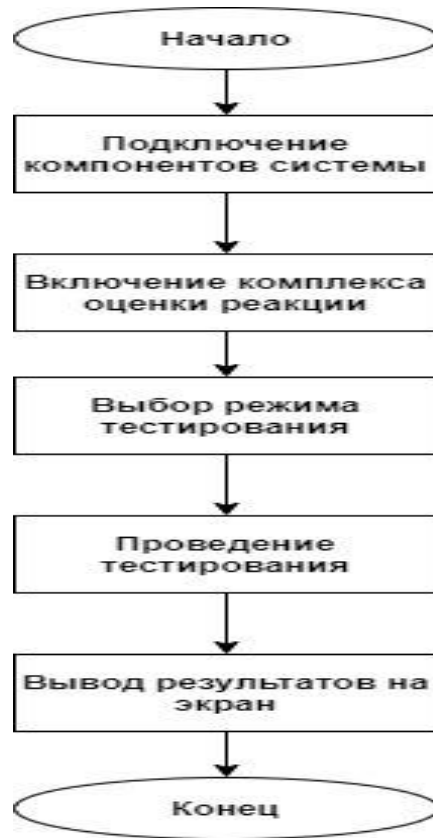 Начало
Подключение
компонентов системы
Включение комплекса
оценки реакции
Выбор режима
тестирования
Проведение
тестирования
Вывод результатов на
экран
Конец